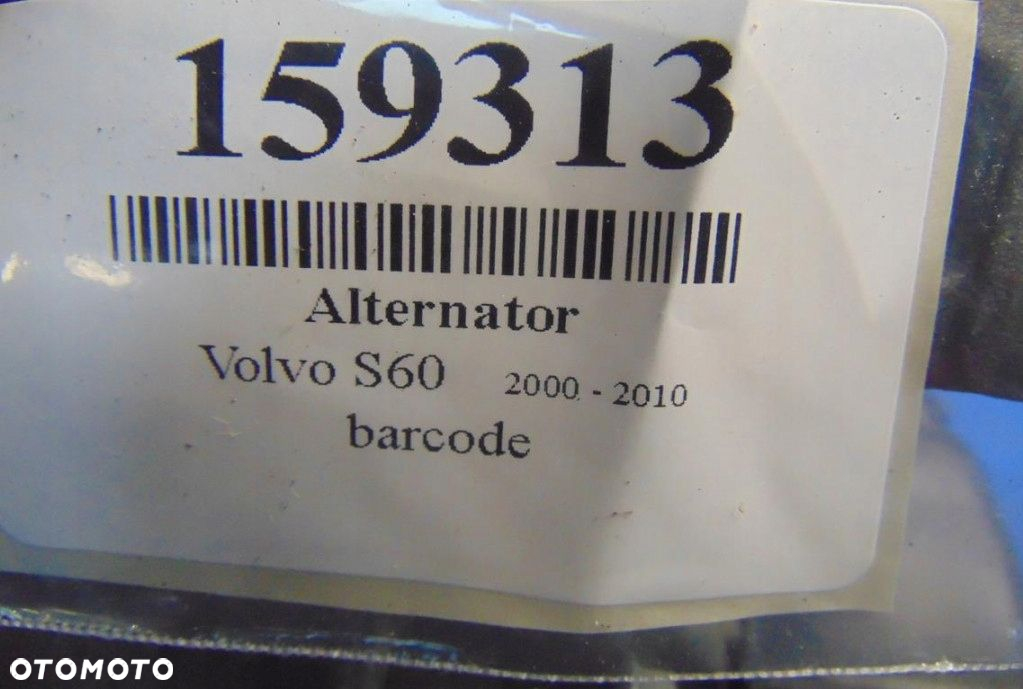 159313
Alternator
Volvo S60 2000 - 2010
barcode
OTOMOTO